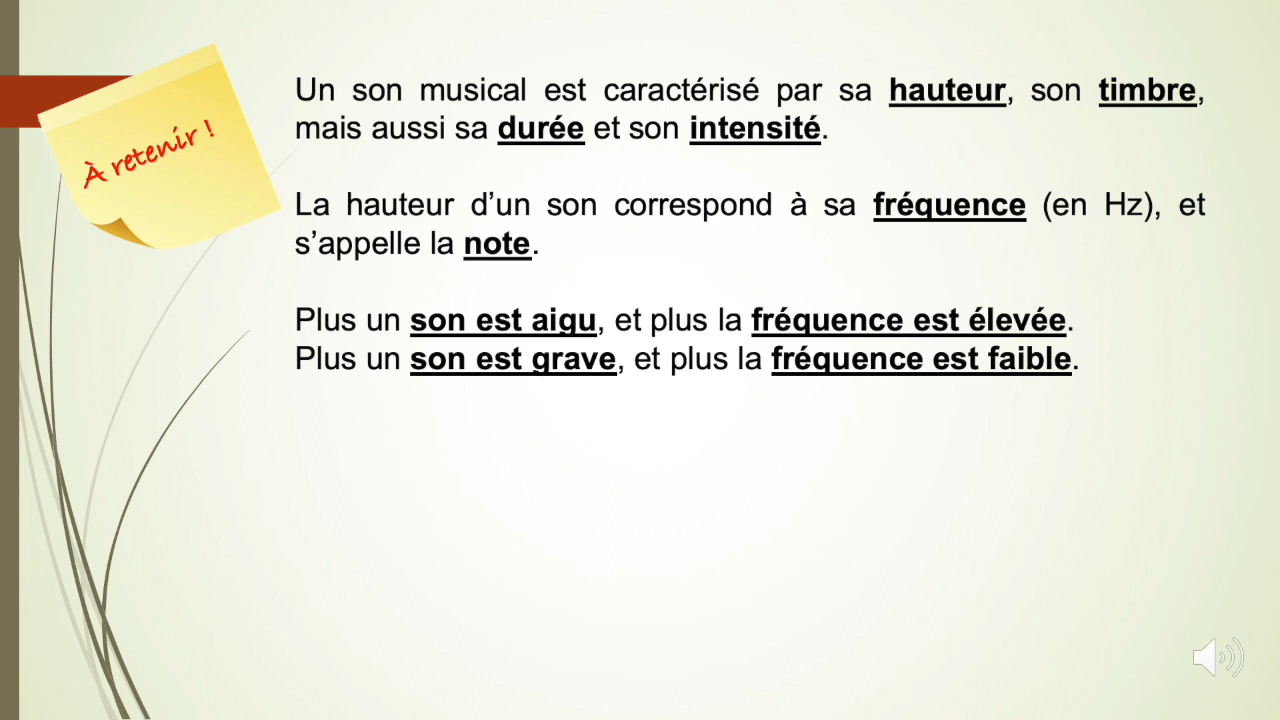 À retenir !
Un son musical est caractérisé par sa hauteur, son timbre,
mais aussi sa durée et son intensité.
La hauteur d’un son correspond à sa fréquence (en Hz), et
s’appelle la note.
Plus un son est aigu, et plus la fréquence est élevée.
Plus un son est grave, et plus la fréquence est faible.